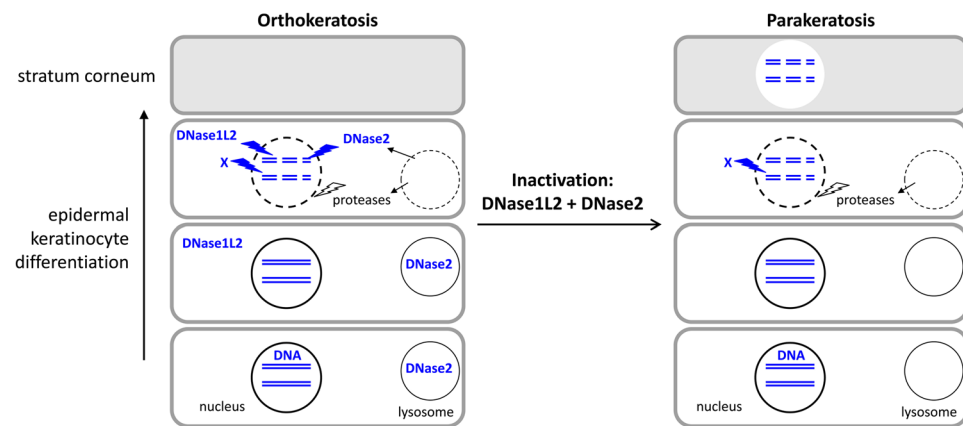 Orthokeratosis
Parakeratosis
stratum corneum
DNase1L2
DNase2
X
proteases
X
proteases
Inactivation:
DNase1L2 + DNase2
epidermal
keratinocyte
differentiation
DNase1L2
DNase2
DNA
DNase2
nucleus
lysosome
DNA
nucleus
lysosome